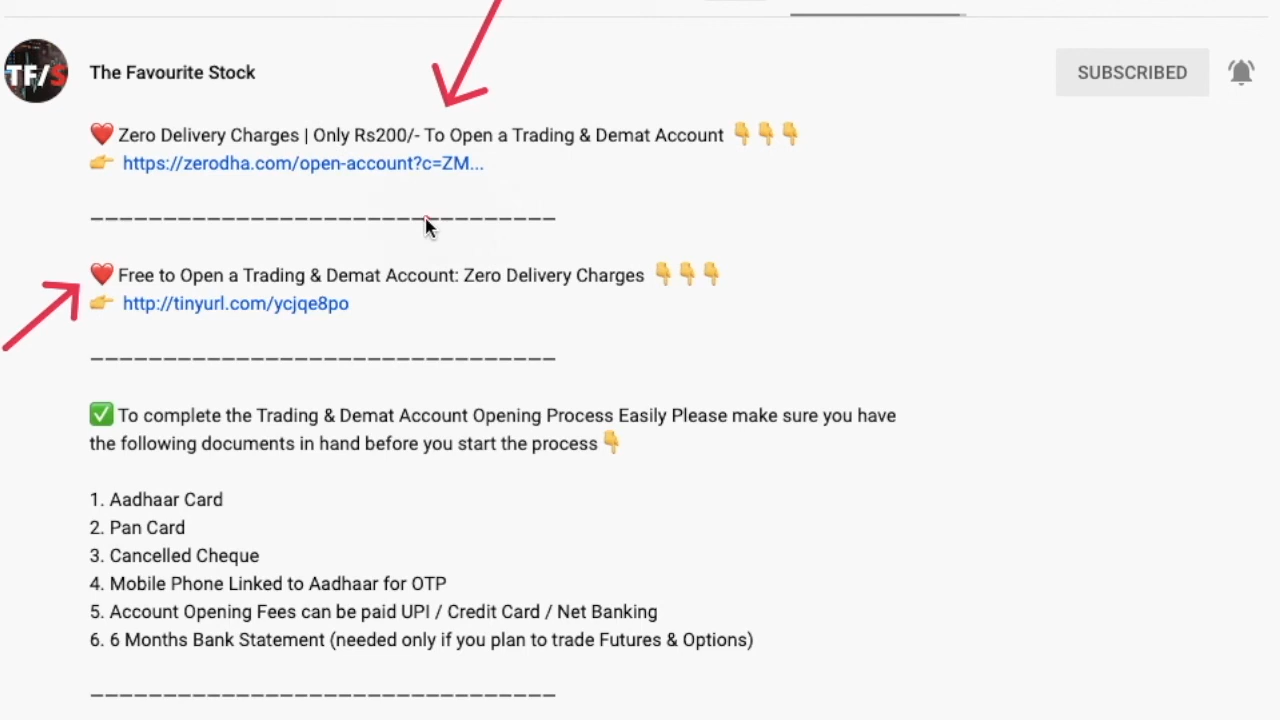 TF/S
The Favourite Stock
SUBSCRIBED
❤️ Zero Delivery Charges | Only Rs200/- To Open a Trading & Demat Account 👇👇👇
👉 https://zerodha.com/open-account?c=ZM...
________________________________
❤️ Free to Open a Trading & Demat Account: Zero Delivery Charges 👇👇👇
👉 http://tinyurl.com/ycjqe8po
________________________________
✅ To complete the Trading & Demat Account Opening Process Easily Please make sure you have
the following documents in hand before you start the process👇
1. Aadhaar Card
2. Pan Card
3. Cancelled Cheque
4. Mobile Phone Linked to Aadhaar for OTP
5. Account Opening Fees can be paid UPI / Credit Card / Net Banking
6. 6 Months Bank Statement (needed only if you plan to trade Futures & Options)
________________________________